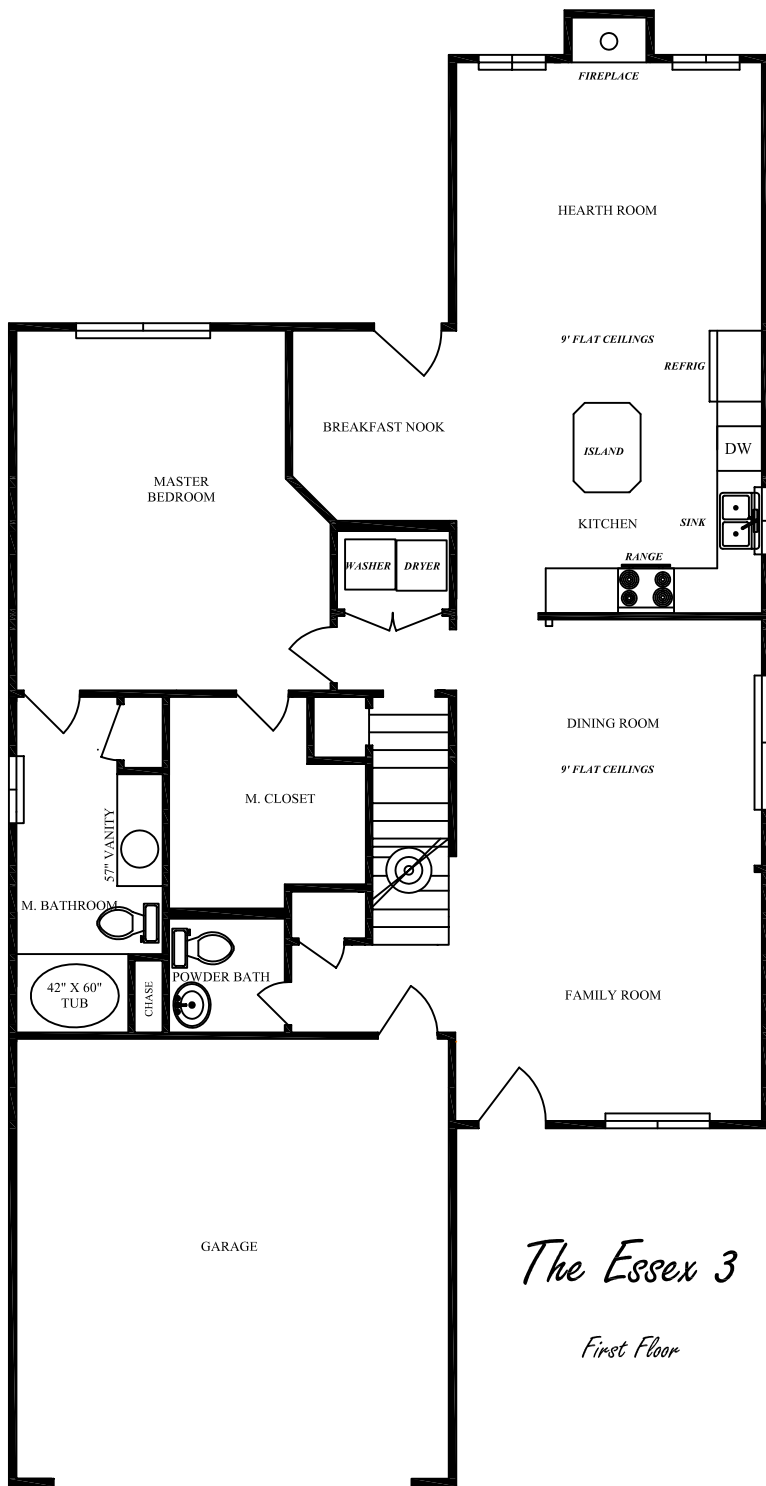 FIREPLACE
HEARTH ROOM
9' FLAT CEILINGS
REFRIG
BREAKFAST NOOK
ISLAND
DW
MASTER
BEDROOM
KITCHEN
SINK
RANGE
WASHER
DRYER
DINING ROOM
9' FLAT CEILINGS
M. CLOSET
57" VANITY
M. BATHROOM
POWDER BATH
42" X 60"
TUB
CHASE
FAMILY ROOM
GARAGE
The Essex 3
First Floor